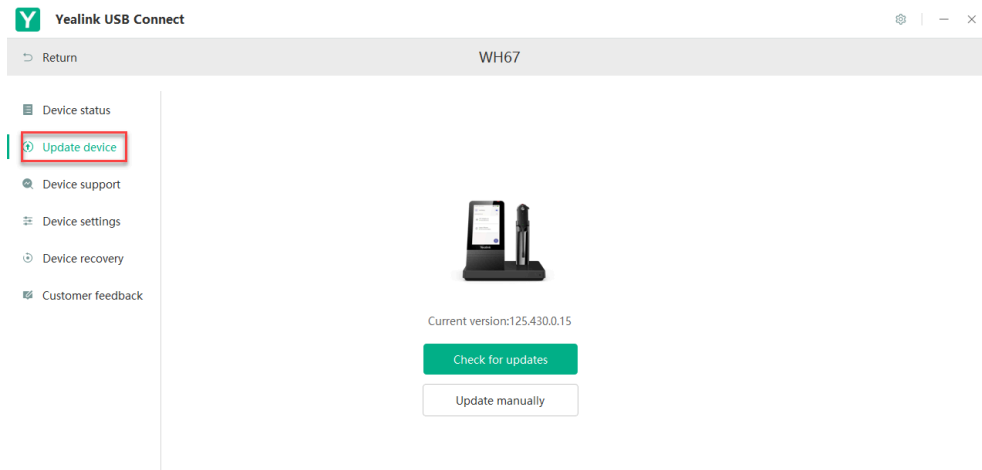 Yealink USB Connect
Return
WH67
Device status
Update device
Device support
Device settings
Device recovery
Customer feedback
Current version:125.430.0.15
Check for updates
Update manually